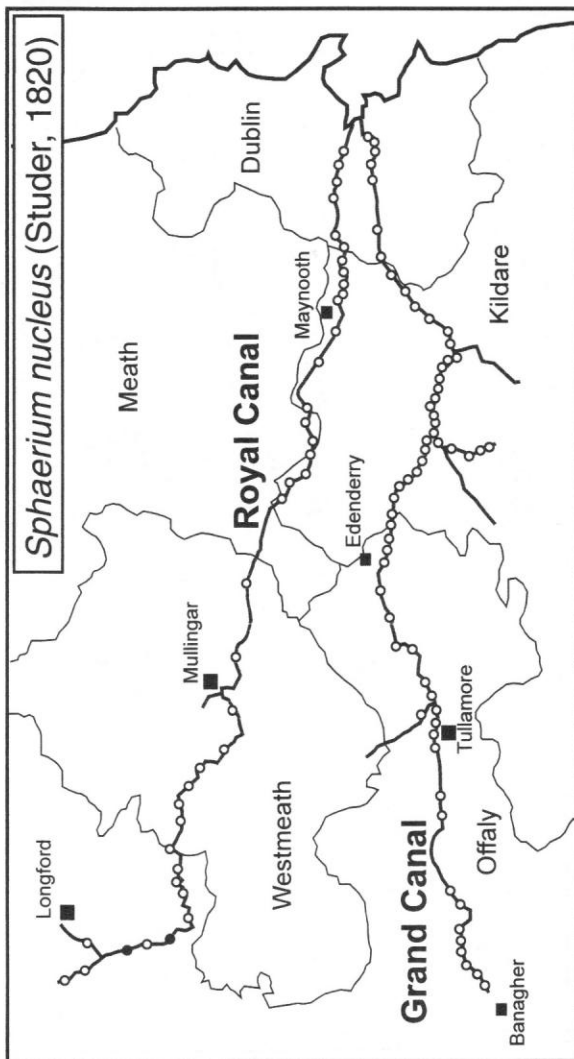 Sphaerium nucleus (Studer, 1820)
Meath
Dublin
Longford
Mullingar
Royal Canal
Maynooth
Westmeath
Edenderry
Kildare
Grand Canal
Tullamore
Offaly
Banagher